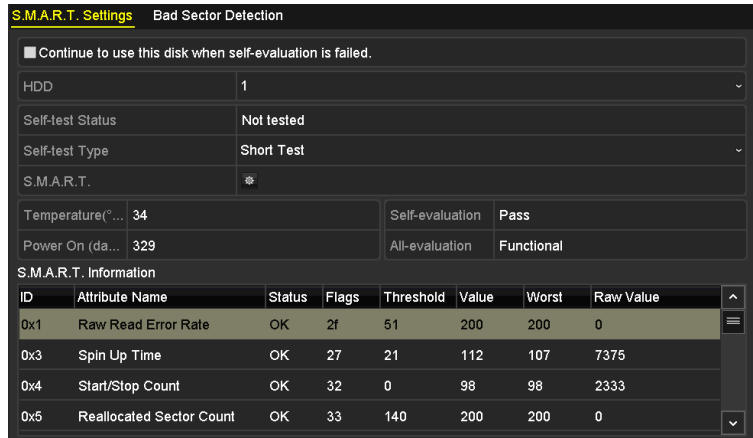 S.M.A.R.T. Settings Bad Sector Detection
Continue to use this disk when self-evaluation is failed.
HDD 1
Self-test Status Not tested
Self-test Type Short Test
S.M.A.R.T.
Temperature(°... 34 Self-evaluation Pass
Power On (da... 329 All-evaluation Functional
S.M.A.R.T. Information
ID Attribute Name Status Flags Threshold Value Worst Raw Value
0x1 Raw Read Error Rate OK 2f 51 200 200 0
0x3 Spin Up Time OK 27 21 112 107 7375
0x4 Start/Stop Count OK 32 0 98 98 2333
0x5 Reallocated Sector Count OK 33 140 200 200 0